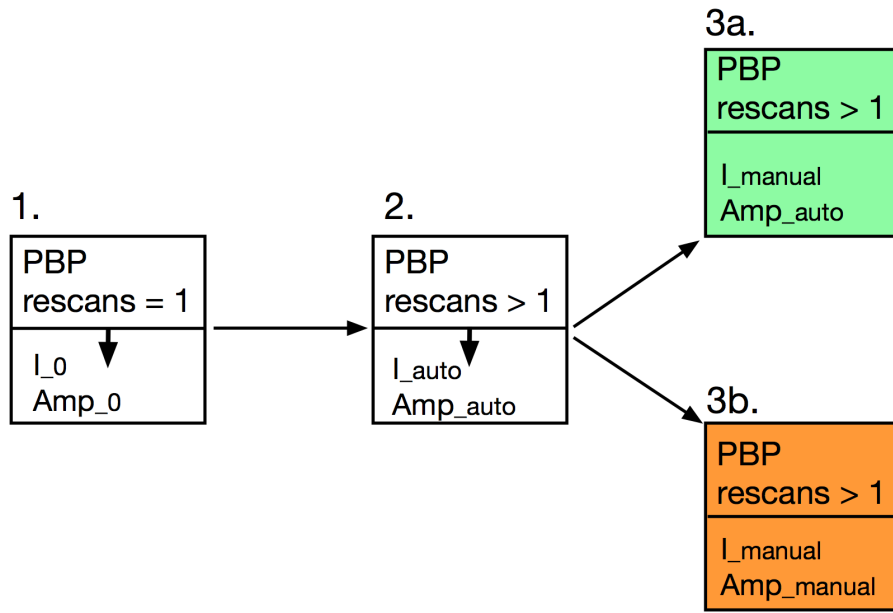 1.
PBP
rescans = 1
I_0
Amp_0
2.
PBP
rescans > 1
I_auto
Amp_auto
3a.
PBP
rescans > 1
I_manual
Amp_auto
3b.
PBP
rescans > 1
I_manual
Amp_manual